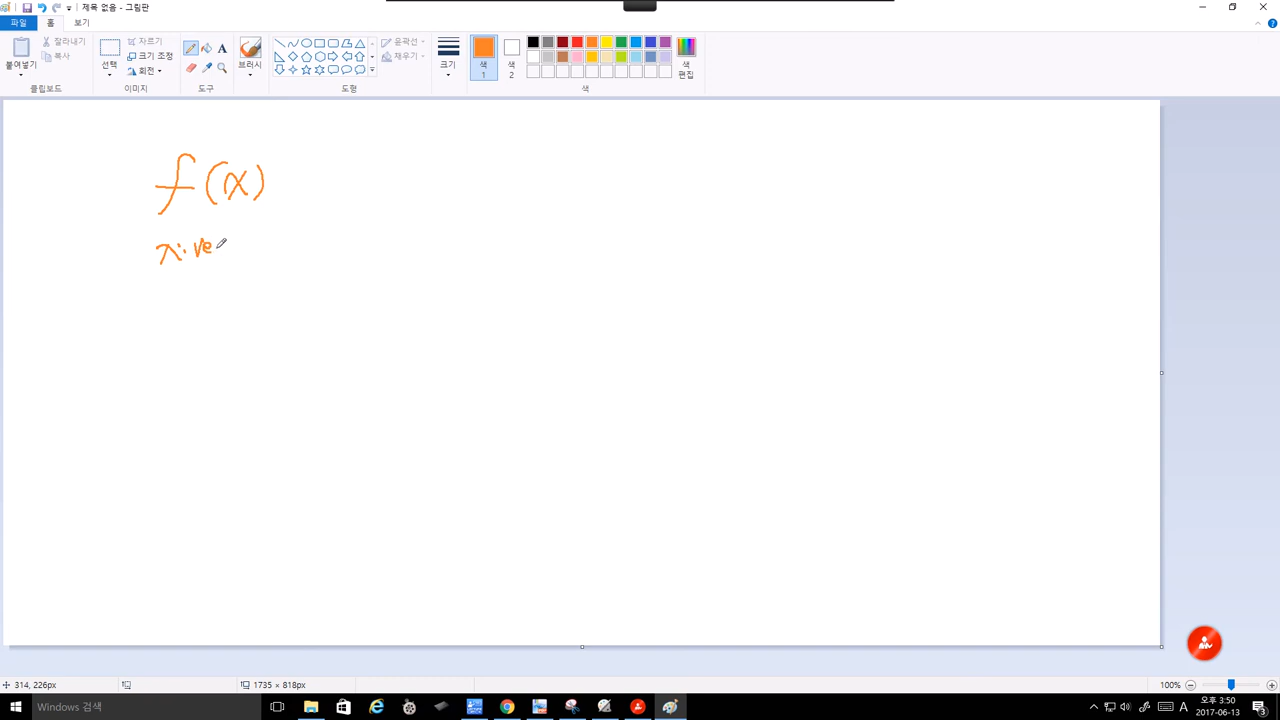 제목 없음 - 그림판
파일 홈 보기
붙여넣기
잘라내기
복사
클립보드
선택
자르기
크기 조정
회전
이미지
A
도구
브러시
윤곽선
채우기
도형
크기
색 1
색 2
색 편집
색
f(x)
x: ve
314, 226px
1735 × 818px
100%
Windows 검색
A
오후 3:50
2017-06-13
3